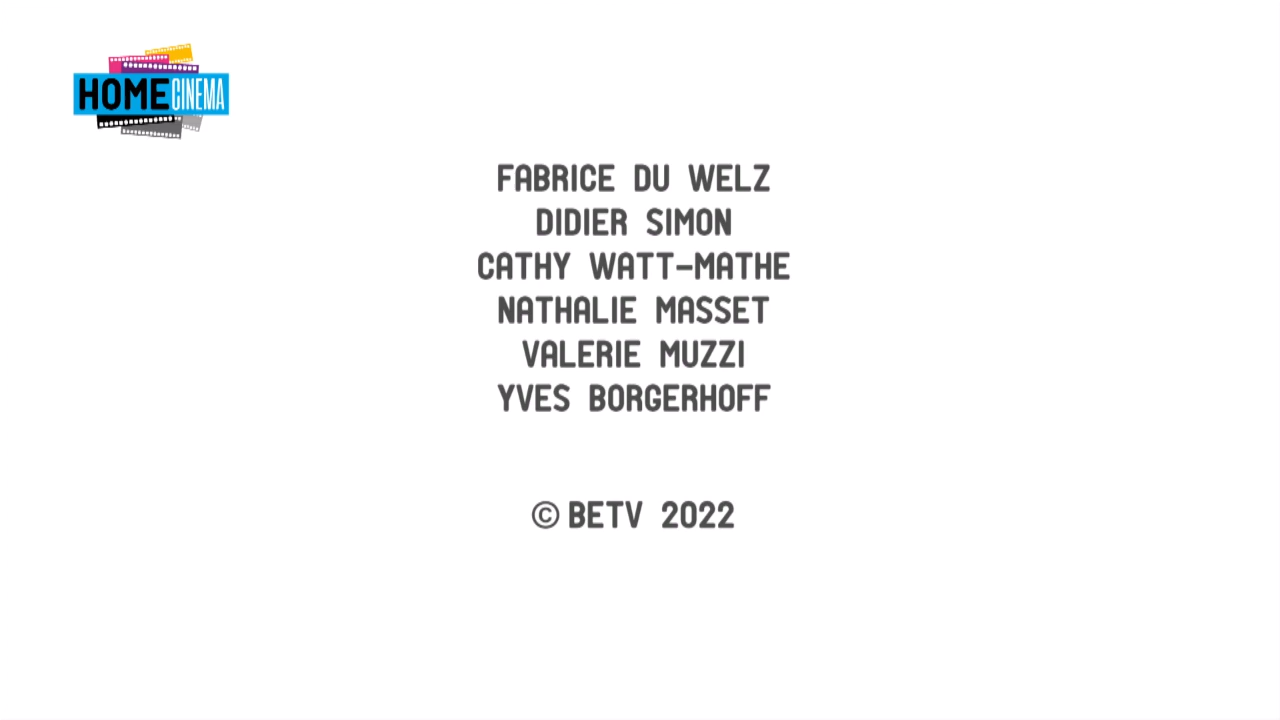 HOME CINEMA
FABRICE DU WELZ
DIDIER SIMON
CATHY WATT-MATHE
NATHALIE MASSET
VALERIE MUZZI
YVES BORGERHOFF
© BETV 2022